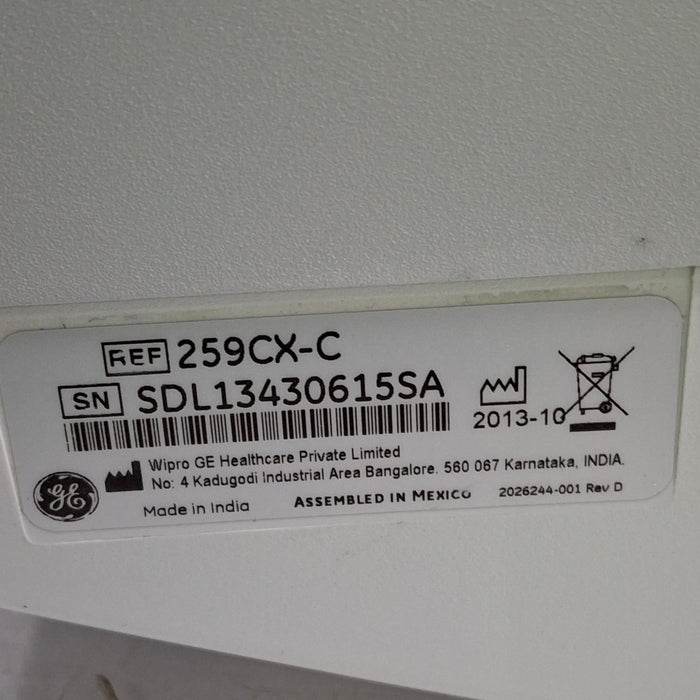 REF 259CX-C
SN SDL13430615SA
2013-10
Wipro GE Healthcare Private Limited
No: 4 Kadugodi Industrial Area Bangalore. 560 067 Karnataka, INDIA.
GE
Made in India ASSEMBLED IN MEXICO 2026244-001 Rev D